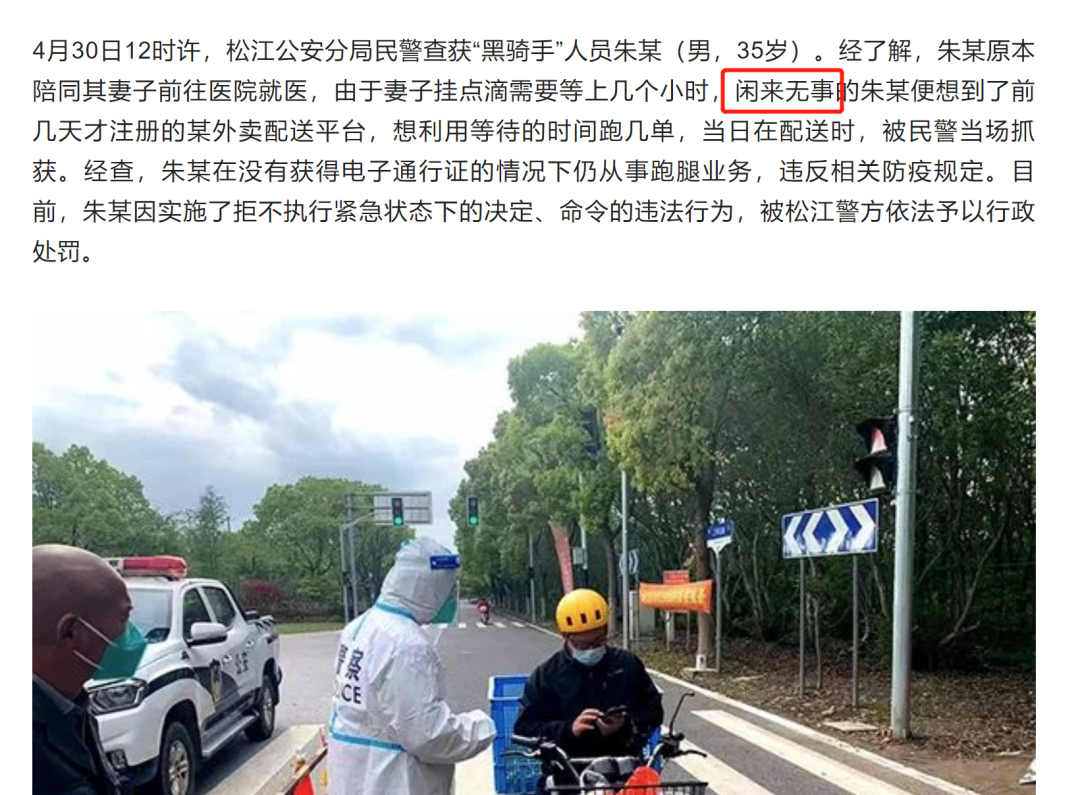 4月30日12时许，松江公安分局民警查获“黑骑手”人员朱某（男，35岁）。经了解，朱某原本
陪同其妻子前往医院就医，由于妻子挂点滴需要等上几个小时，闲来无事的朱某便想到了前
几天才注册的某外卖配送平台，想利用等待的时间跑几单，当日在配送时，被民警当场抓
获。经查，朱某在没有获得电子通行证的情况下仍从事跑腿业务，违反相关防疫规定。目
前，朱某因实施了拒不执行紧急状态下的决定、命令的违法行为，被松江警方依法予以行政
处罚。
公安
警察